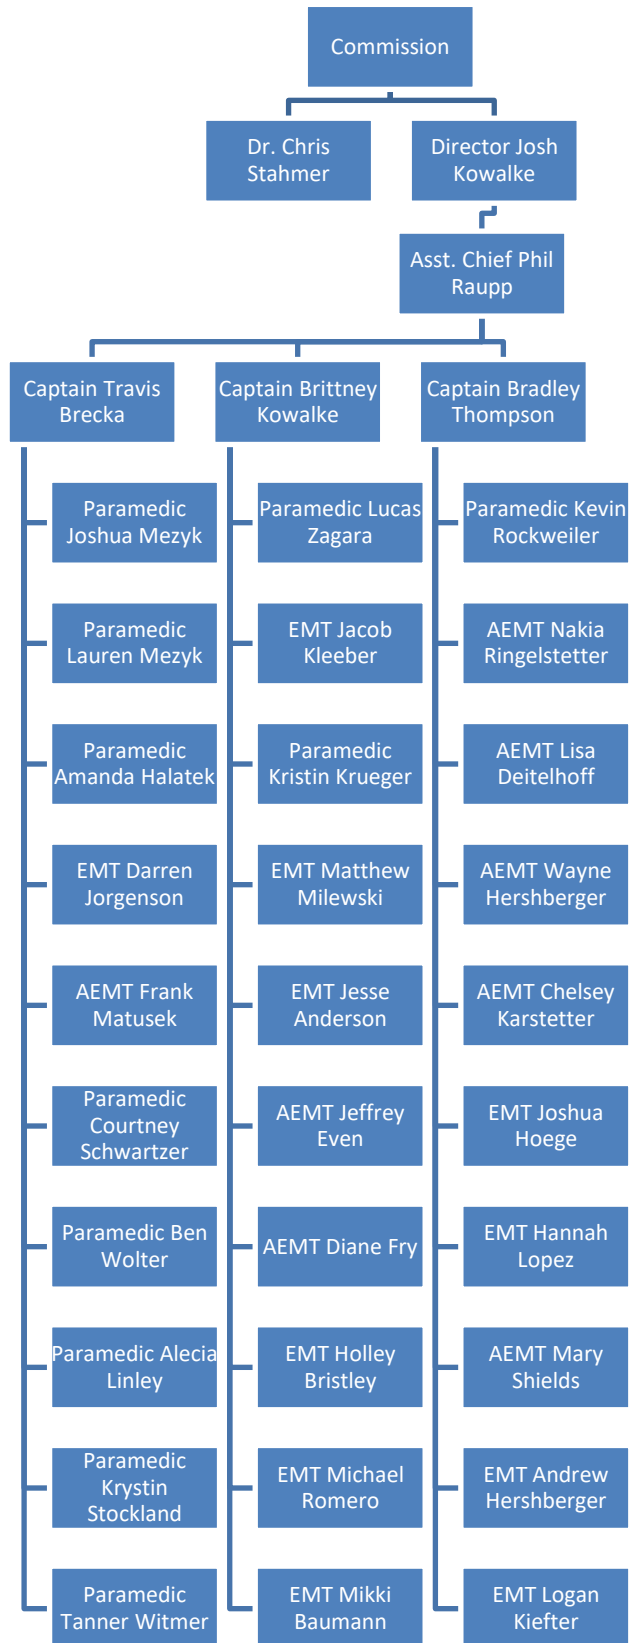 Commission
Dr. Chris
Stahmer
Director Josh
Kowalke
Asst. Chief Phil
Raupp
Captain Travis
Brecka
Captain Brittney
Kowalke
Captain Bradley
Thompson
Paramedic
Joshua Mezyk
Paramedic
Lauren Mezyk
Paramedic
Amanda Halatek
EMT Darren
Jorgenson
AEMT Frank
Matusek
Paramedic
Courtney
Schwartzer
Paramedic Ben
Wolter
Paramedic Alecia
Linley
Paramedic
Krystin
Stockland
Paramedic
Tanner Witmer
Paramedic Lucas
Zagara
EMT Jacob
Kleeber
Paramedic
Kristin Krueger
EMT Matthew
Milewski
EMT Jesse
Anderson
AEMT Jeffrey
Even
AEMT Diane Fry
EMT Holley
Bristley
EMT Michael
Romero
EMT Mikki
Baumann
Paramedic Kevin
Rockweiler
AEMT Nakia
Ringelstetter
AEMT Lisa
Deitelhoff
AEMT Wayne
Hershberger
AEMT Chelsey
Karstetter
EMT Joshua
Hoege
EMT Hannah
Lopez
AEMT Mary
Shields
EMT Andrew
Hershberger
EMT Logan
Kiefter